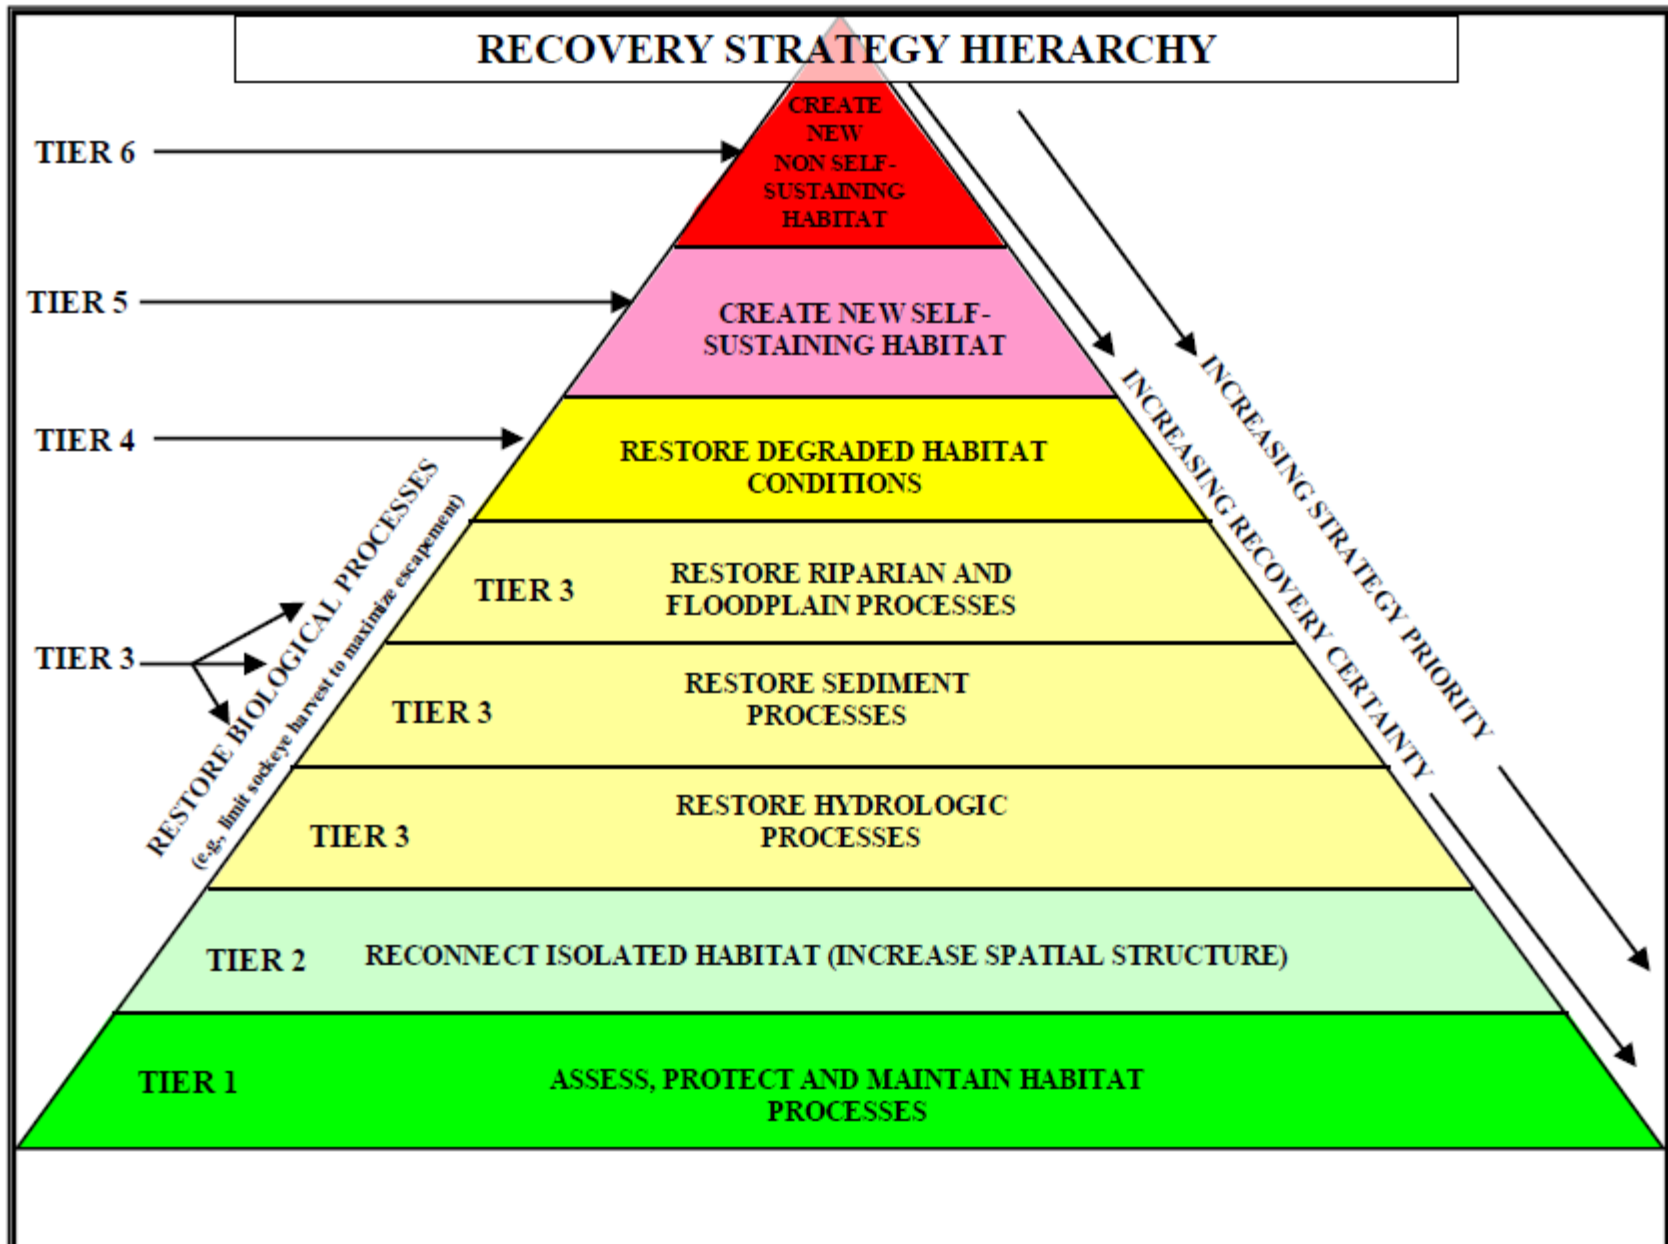 RECOVERY STRATEGY HIERARCHY
CREATE
NEW
NON SELF-
SUSTAINING
HABITAT
TIER 6
TIER 5
CREATE NEW SELF-
SUSTAINING HABITAT
TIER 4
RESTORE DEGRADED HABITAT
CONDITIONS
TIER 3
RESTORE RIPARIAN AND
FLOODPLAIN PROCESSES
TIER 3
RESTORE BIOLOGICAL PROCESSES
(e.g., limit sockeye harvest to maximize escapement)
TIER 3
RESTORE SEDIMENT
PROCESSES
TIER 3
RESTORE HYDROLOGIC
PROCESSES
INCREASING RECOVERY CERTAINTY
INCREASING STRATEGY PRIORITY
TIER 2
RECONNECT ISOLATED HABITAT (INCREASE SPATIAL STRUCTURE)
TIER 1
ASSESS, PROTECT AND MAINTAIN HABITAT
PROCESSES